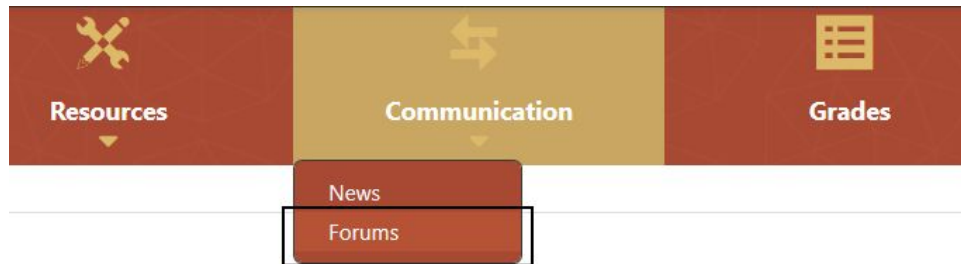 Resources
Communication
Grades
News
Forums